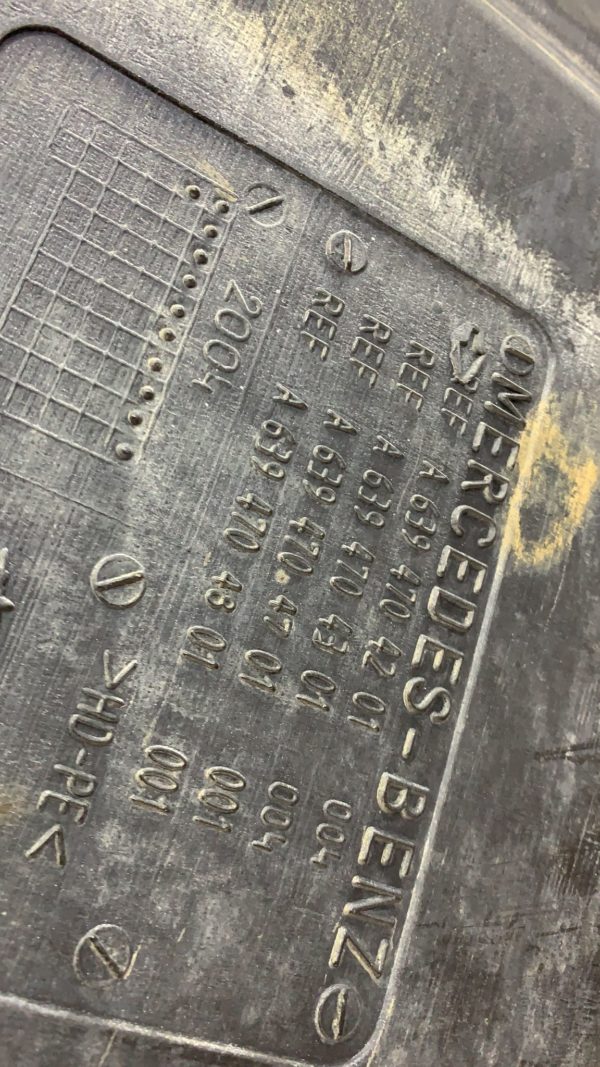 MERCEDES-BENZ
REF A 639 470 42 01 004
REF A 639 470 43 01 004
REF A 639 470 47 01 001
REF A 639 470 48 01 001
2004
>HD-PE<